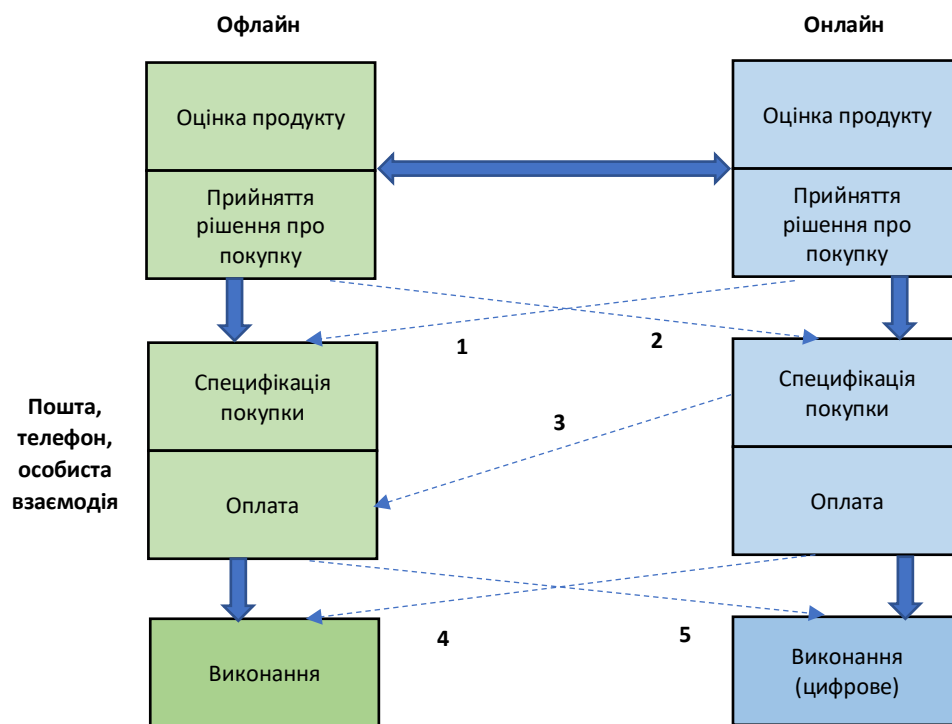 Офлайн
Онлайн
Оцінка продукту
Оцінка продукту
Прийняття
рішення про
покупку
Прийняття
рішення про
покупку
1
2
Специфікація
покупки
Специфікація
покупки
3
Пошта,
телефон,
особиста
взаємодія
Оплата
Оплата
4
5
Виконання
Виконання
(цифрове)